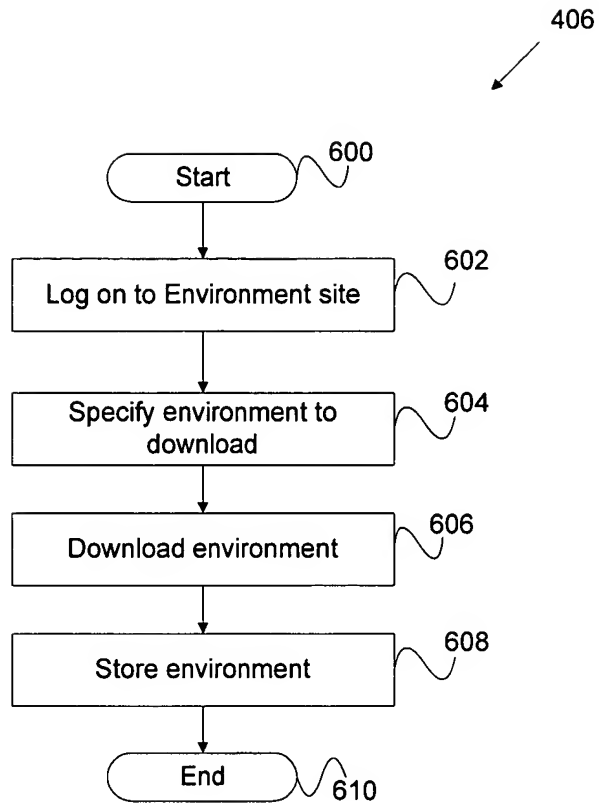 406
Start
600
Log on to Environment site
602
Specify environment to
download
604
Download environment
606
Store environment
608
End
610